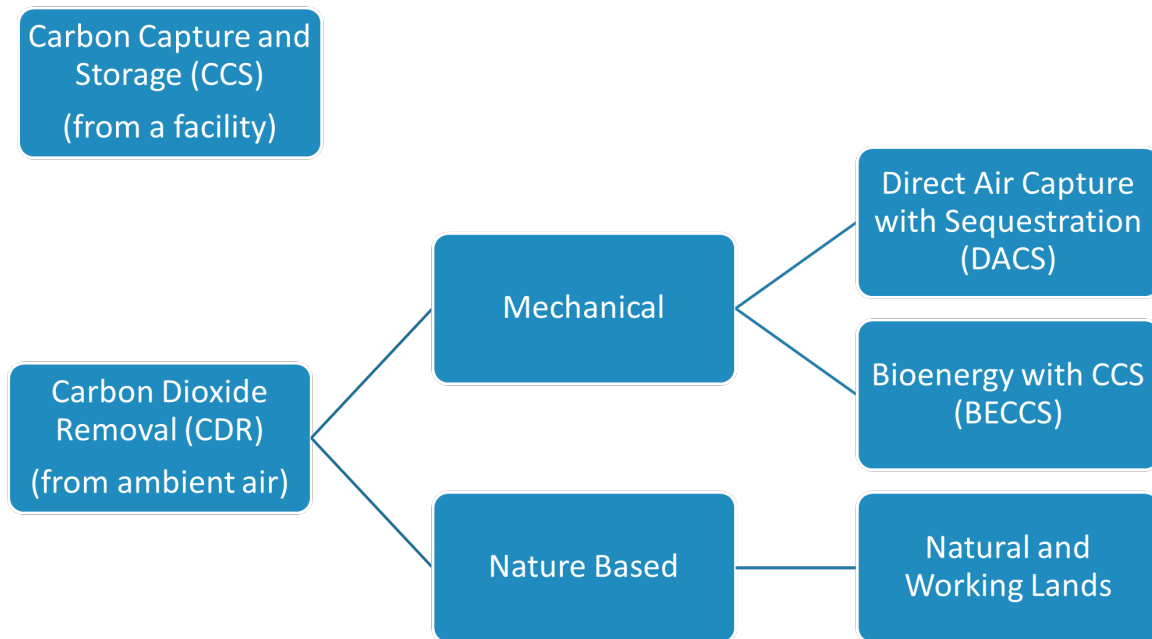 Carbon Capture and
Storage (CCS)
(from a facility)
Direct Air Capture
with Sequestration
(DACS)
Mechanical
Bioenergy with CCS
(BECCS)
Carbon Dioxide
Removal (CDR)
(from ambient air)
Nature Based
Natural and
Working Lands